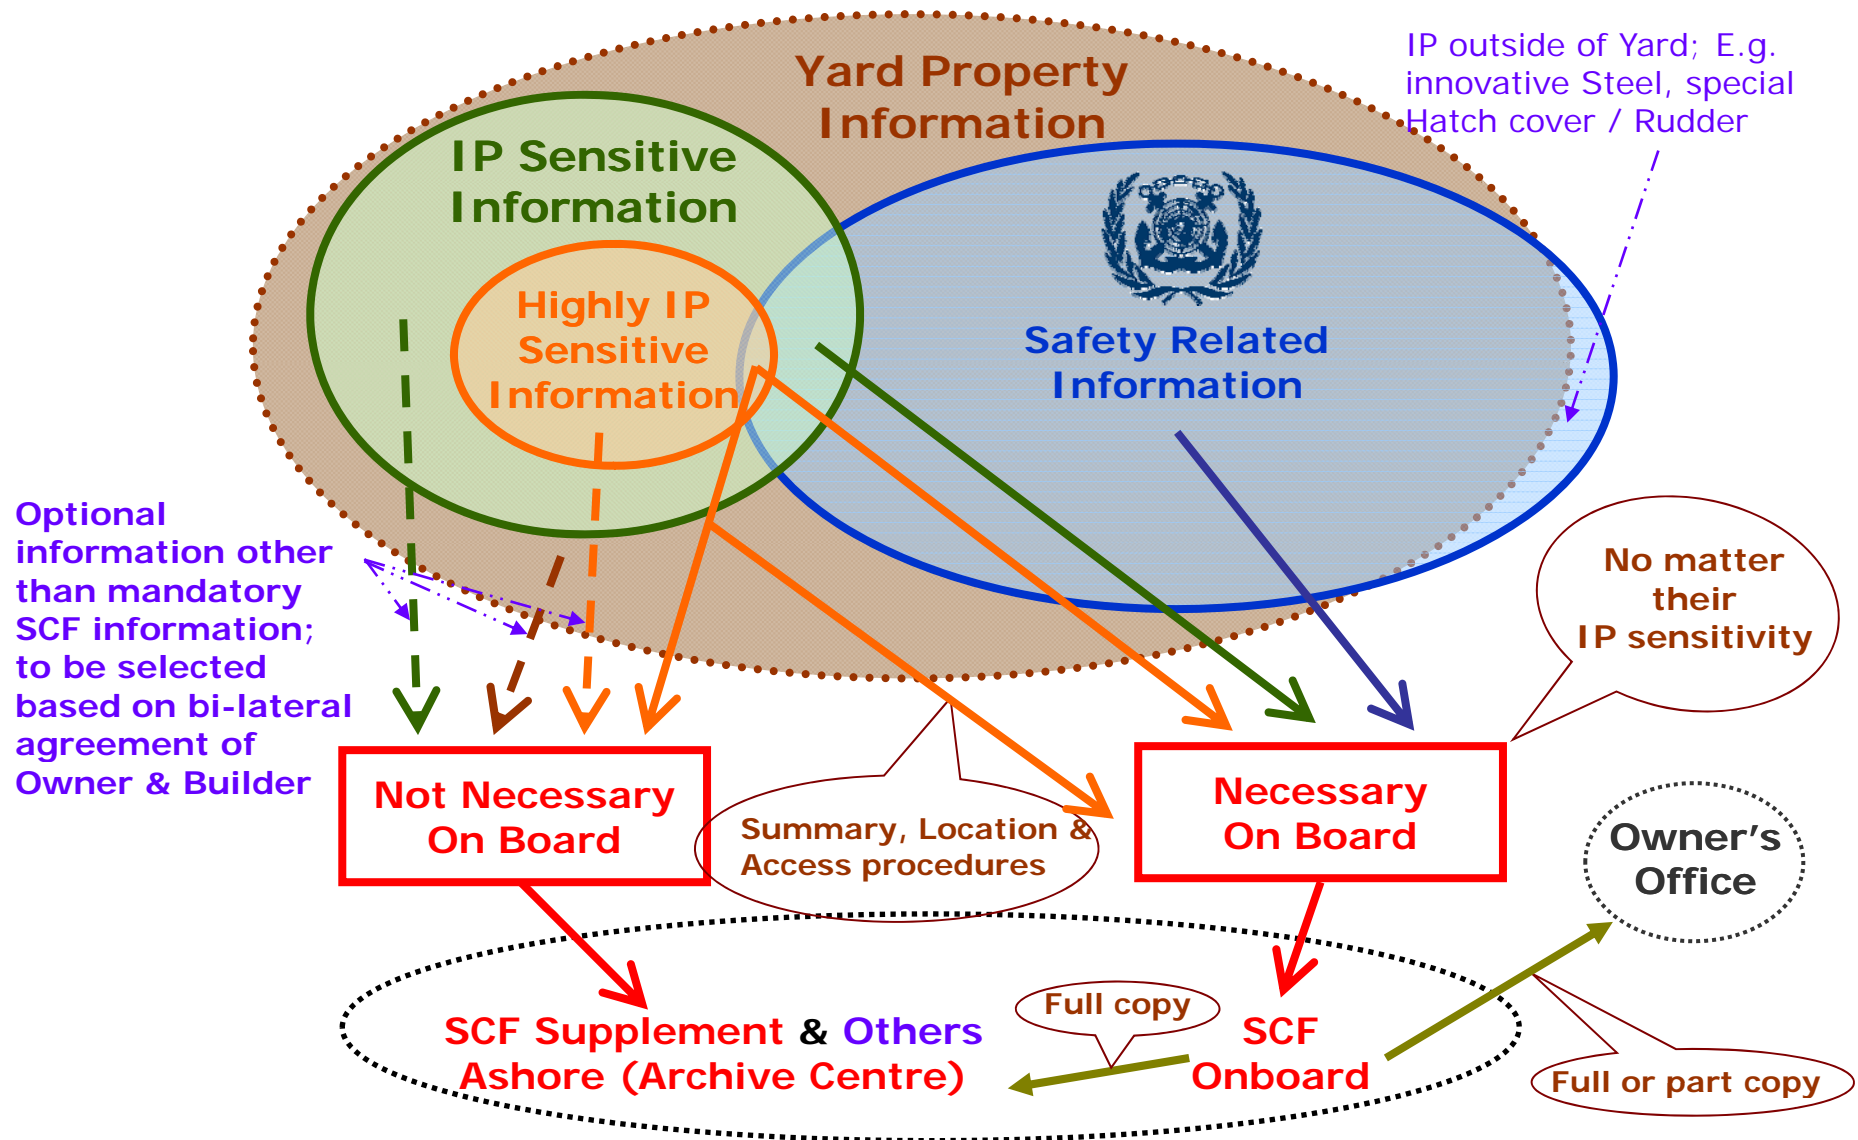 Yard Property
Information
IP outside of Yard; E.g.
innovative Steel, special
Hatch cover / Rudder
IP Sensitive
Information
Highly IP
Sensitive
Information
Safety Related
Information
Optional
information other
than mandatory
SCF information;
to be selected
based on bi-lateral
agreement of
Owner & Builder
No matter
their
IP sensitivity
Not Necessary
On Board
Summary, Location &
Access procedures
Necessary
On Board
Owner's
Office
SCF Supplement & Others
Ashore (Archive Centre)
Full copy
SCF
Onboard
Full or part copy